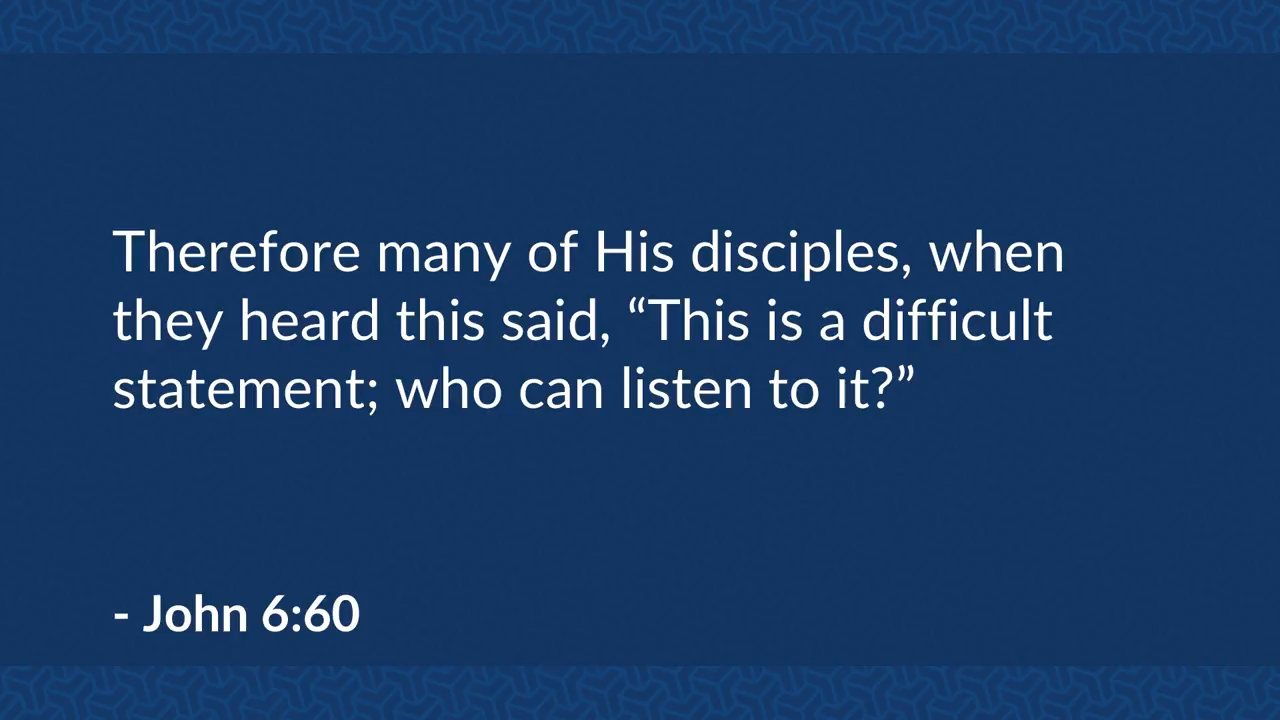 Therefore many of His disciples, when
they heard this said, “This is a difficult
statement; who can listen to it?”
- John 6:60